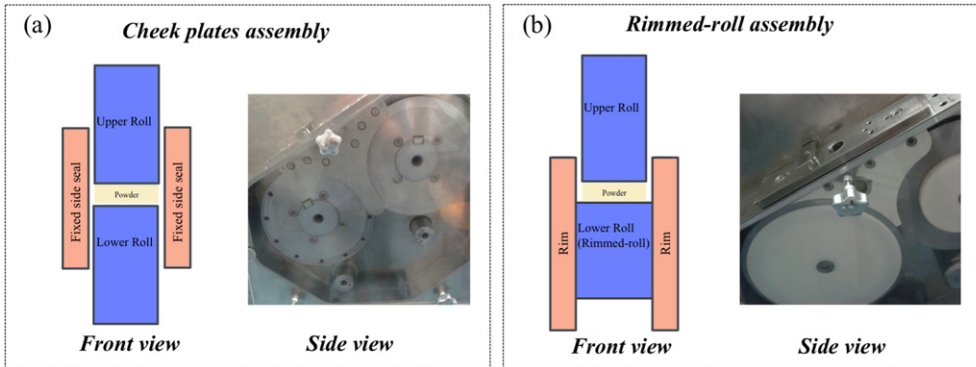 (a)
Cheek plates assembly
Upper Roll
Fixed side seal
Powder
Fixed side seal
Lower Roll
Front view
Side view
(b)
Rimmed-roll assembly
Upper Roll
Powder
Rim
Lower Roll
(Rimmed-roll)
Rim
Front view
Side view